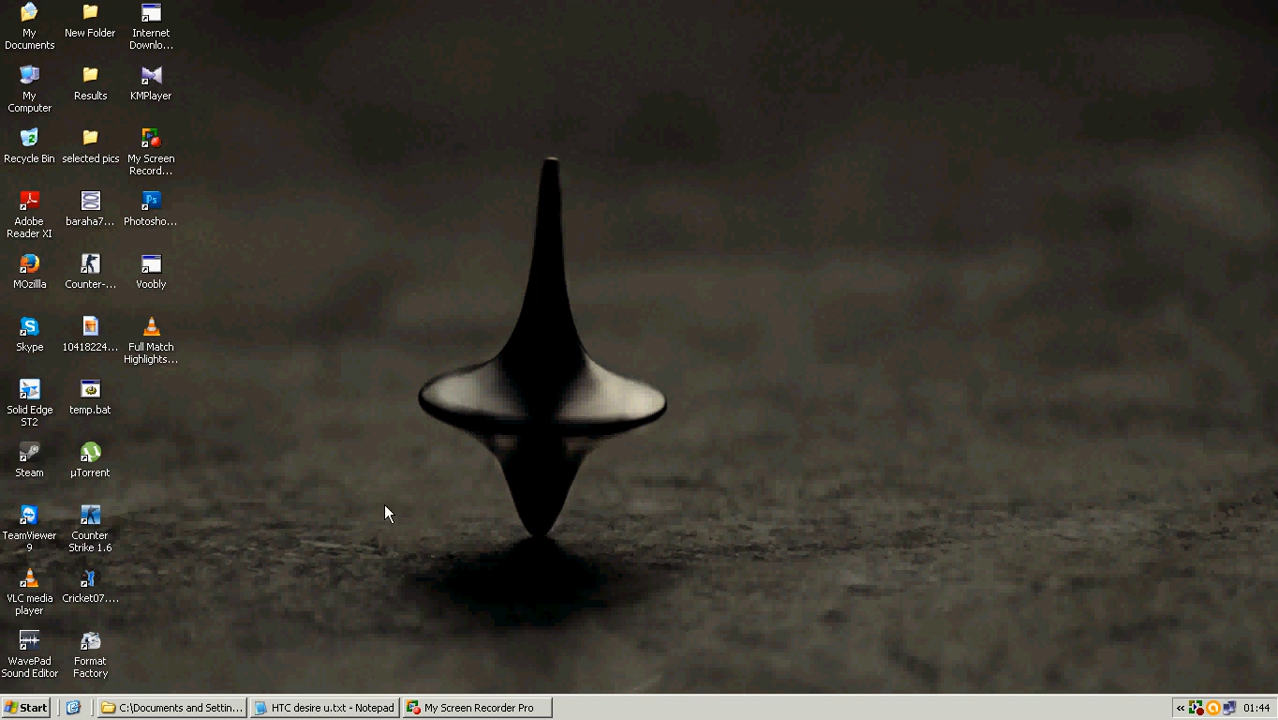 My
Documents
New Folder
Internet
Downlo...
My
Computer
Results
KMPlayer
Recycle Bin
selected pics
My Screen
Record...
Adobe
Reader XI
baraha7...
Photosho...
MOzilla
Counter-...
Voobly
Skype
10418224...
Full Match
Highlights...
Solid Edge
ST2
temp.bat
Steam
µTorrent
TeamViewer
9
Counter
Strike 1.6
VLC media
player
Cricket07....
WavePad
Sound Editor
Format
Factory
Start
C:\Documents and Settin...
HTC desire u.txt - Notepad
My Screen Recorder Pro
01:44